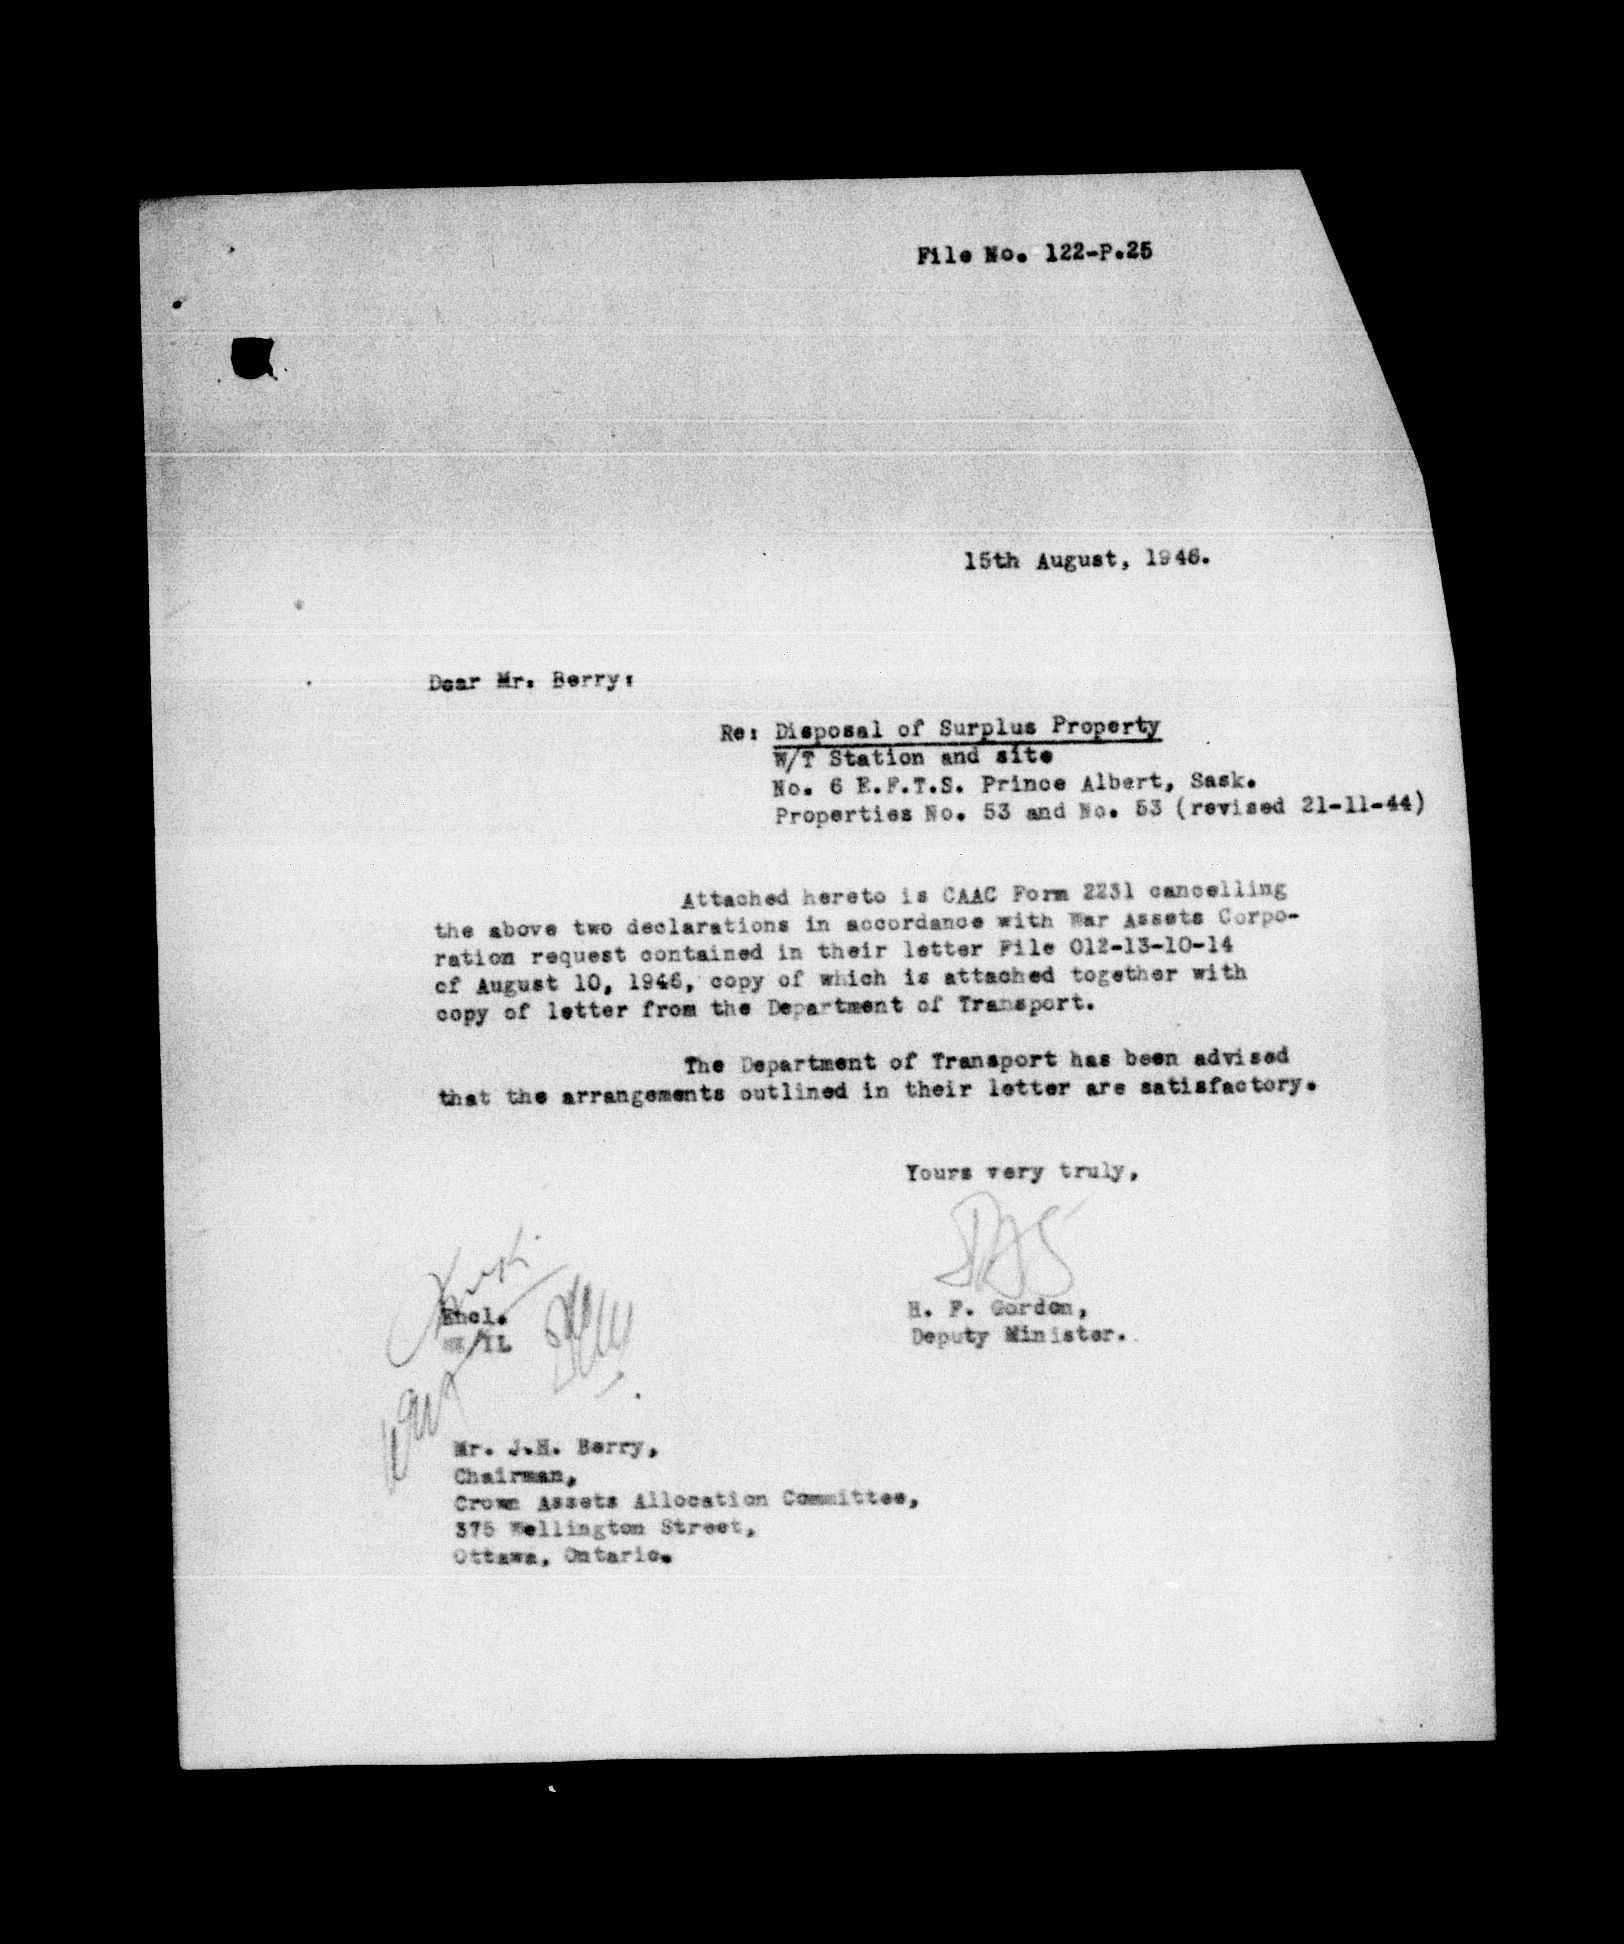 File No. 122-P.25
15th August, 1946.
Dear Mr. Berry:
Re: Disposal of Surplus Property
W/T Station and site
No. 6 E.F.T.S. Prince Albert, Sask.
Properties No. 53 and No. 53 (revised 21-11-44)
Attached hereto is CAAC Form 2231 cancelling
the above two declarations in accordance with War Assets Corpo-
ration request contained in their letter File 012-13-10-14
of August 10, 1946, copy of which is attached together with
copy of letter from the Department of Transport.
The Department of Transport has been advised
that the arrangements outlined in their letter are satisfactory.
Yours very truly,
H. F. Gordon,
Deputy Minister.
Encl.
/IL
Mr. J.H. Berry,
Chairman,
Crown Assets Allocation Committee,
375 Wellington Street,
Ottawa, Ontario.